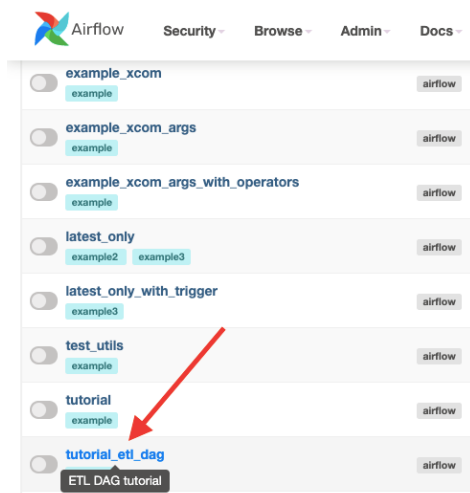 Airflow Security Browse Admin Docs
example_xcom airflow
example
example_xcom_args airflow
example
example_xcom_args_with_operators airflow
example
latest_only airflow
example2 example3
latest_only_with_trigger airflow
example3
test_utils airflow
example
tutorial airflow
example
tutorial_etl_dag airflow
ETL DAG tutorial